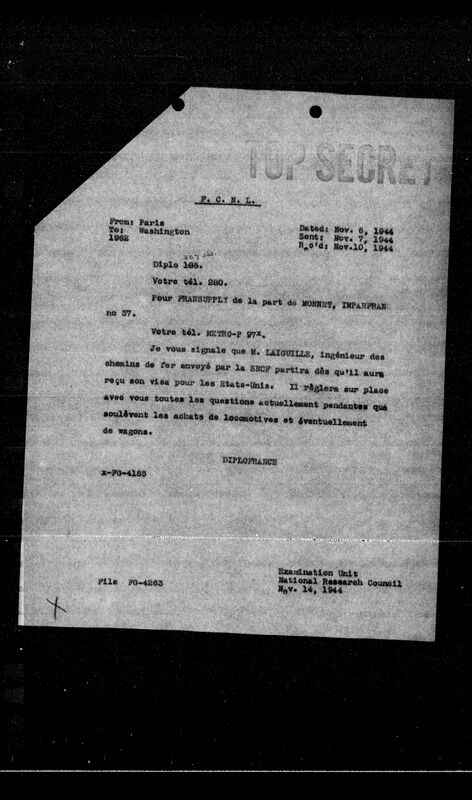 TOP SECRET
F. C. N. L.
From: Paris
To: Washington
1962
Dated: Nov. 6, 1944
Sent: Nov. 7, 1944
Rec'd: Nov.10, 1944
Diplo 185.
Votre tél. 280.
Pour FRANSUPPLY de la part de MONNET, IMPARFRAN
no 37.
Votre tél. METRO-P 97x.
Je vous signale que M. LAIGUILLE, ingénieur des
chemins de fer envoyé par la SNCF partira dès qu'il aura
reçu son visa pour les Etats-Unis. Il règlera sur place
avec vous toutes les questions actuellement pendantes que
soulèvent les achats de locomotives et éventuellement
de wagons.
DIPLOFRANCE
x-FG-4185
File FG-4263
Examination Unit
National Research Council
Nov. 14, 1944
X